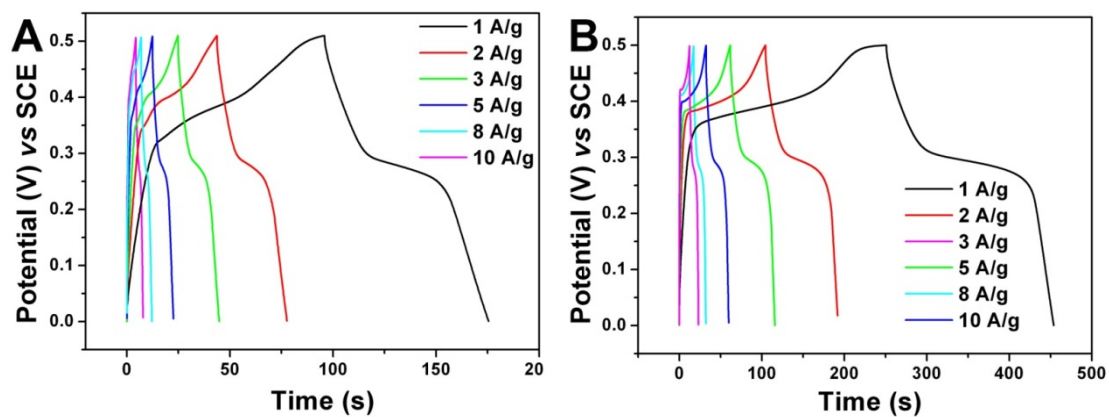 A
Potential (V) vs SCE
0.5
0.4
0.3
0.2
0.1
0.0
1 A/g
2 A/g
3 A/g
5 A/g
8 A/g
10 A/g
0
50
100
150
20
Time (s)
B
Potential (V) vs SCE
0.5
0.4
0.3
0.2
0.1
0.0
1 A/g
2 A/g
3 A/g
5 A/g
8 A/g
10 A/g
0
100
200
300
400
500
Time (s)